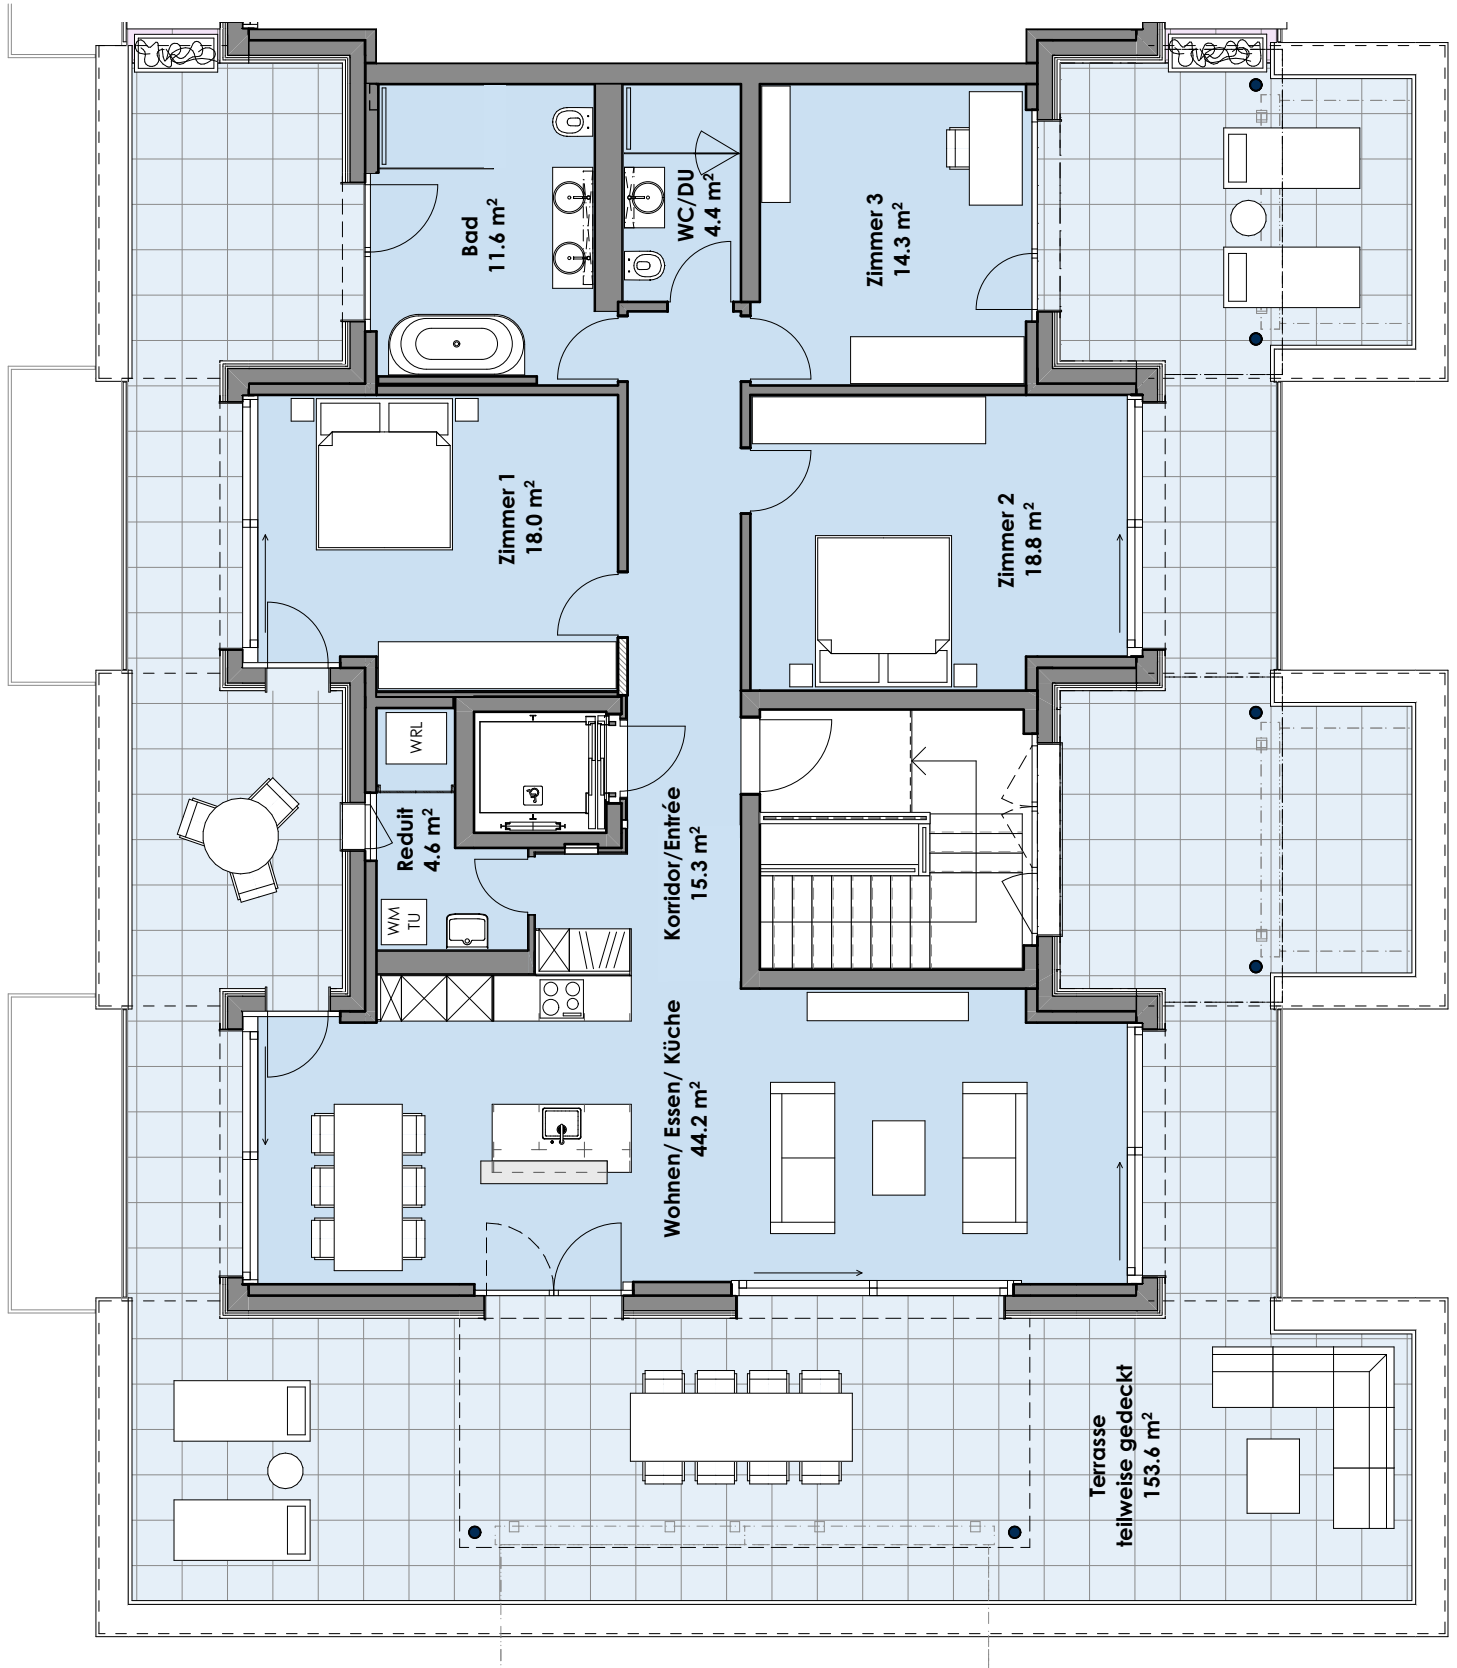 Bad
11.6 m²
WC/DU
4.4 m²
Zimmer 3
14.3 m²
Zimmer 1
18.0 m²
Zimmer 2
18.8 m²
WRL
Reduit
4.6 m²
WM
TU
Korridor/Entrée
15.3 m²
Wohnen/ Essen/ Küche
44.2 m²
Terrasse
teilweise gedeckt
153.6 m²